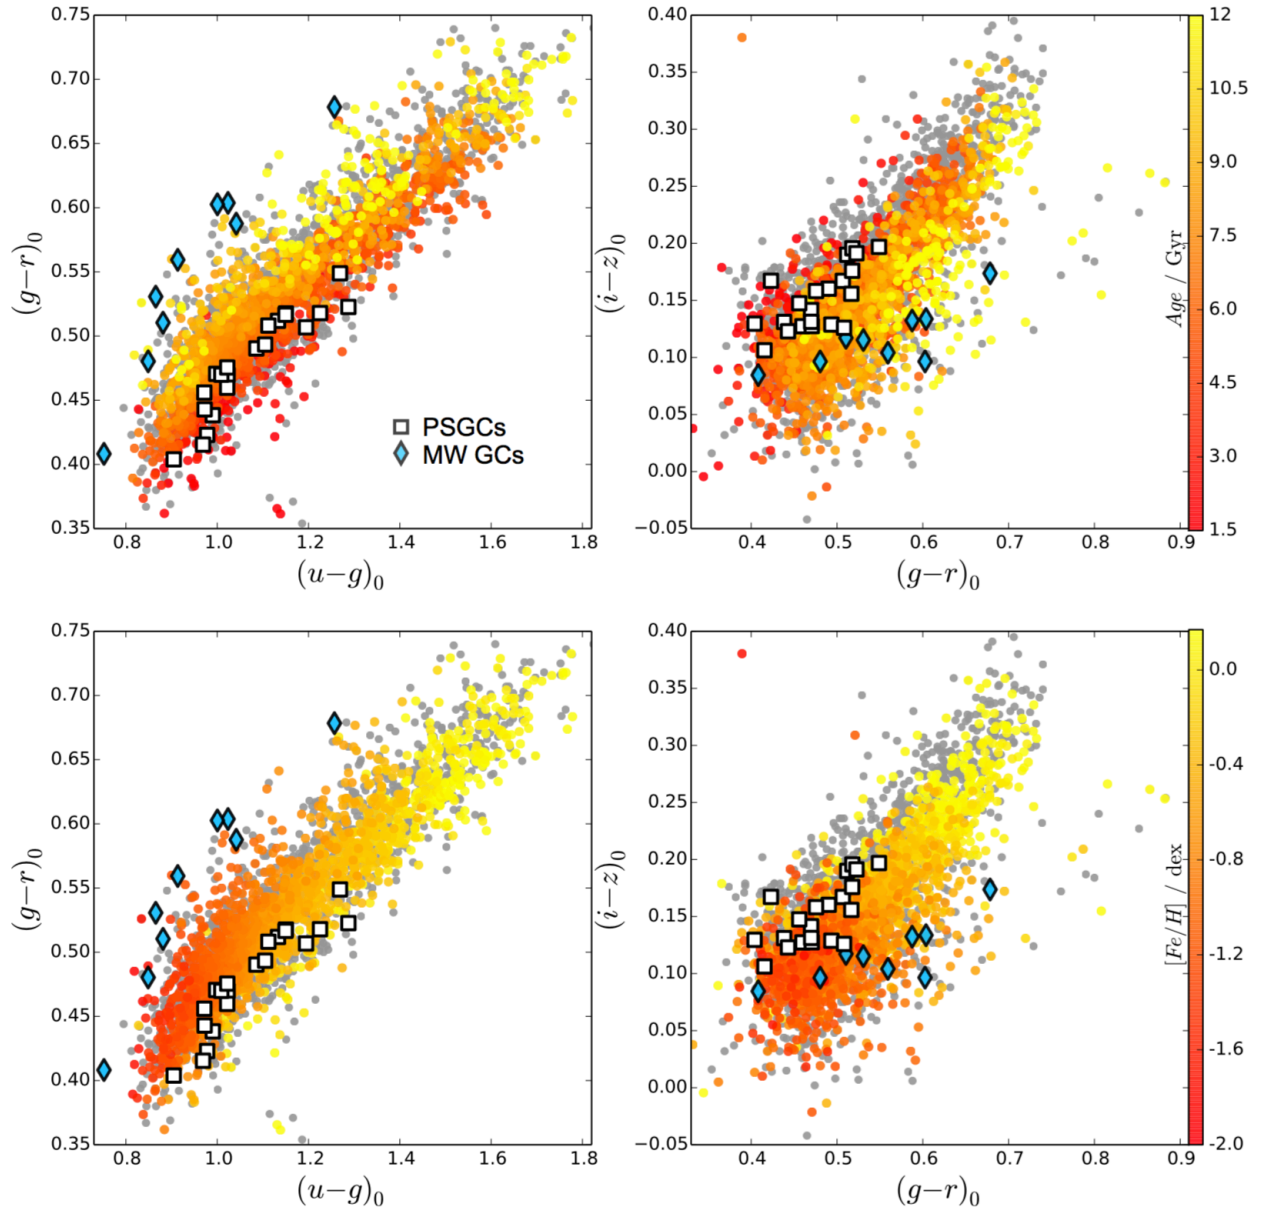 0.75
0.70
0.65
0.60
0.55
0.50
0.45
0.40
0.35
(g−r)0
0.8 1.0 1.2 1.4 1.6 1.8
(u−g)0
PSGCs
MW GCs
0.40
0.35
0.30
0.25
0.20
0.15
0.10
0.05
0.00
−0.05
(i−z)0
0.4 0.5 0.6 0.7 0.8 0.9
(g−r)0
12
10.5
9.0
7.5
6.0
4.5
3.0
1.5
Age / Gyr
0.75
0.70
0.65
0.60
0.55
0.50
0.45
0.40
0.35
(g−r)0
0.8 1.0 1.2 1.4 1.6 1.8
(u−g)0
PSGCs
MW GCs
0.40
0.35
0.30
0.25
0.20
0.15
0.10
0.05
0.00
−0.05
(i−z)0
0.4 0.5 0.6 0.7 0.8 0.9
(g−r)0
0.0
-0.4
-0.8
-1.2
-1.6
-2.0
[Fe/H] / dex